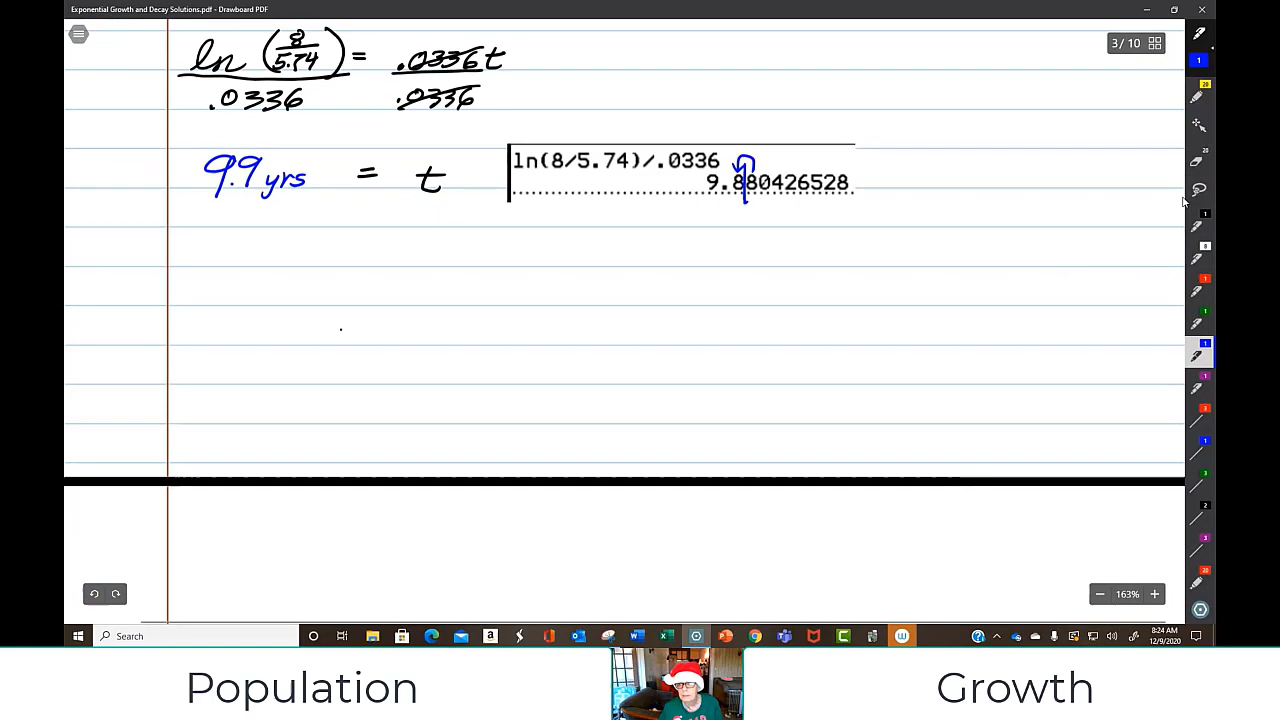 Exponential Growth and Decay Solutions.pdf - Drawboard PDF
3 / 10
ln (8/5.74) = .0336t
.0336 .0336
9.9 yrs = t
ln(8/5.74)/.0336
9.880426528
163%
Search
8:24 AM
12/9/2020
Population Growth